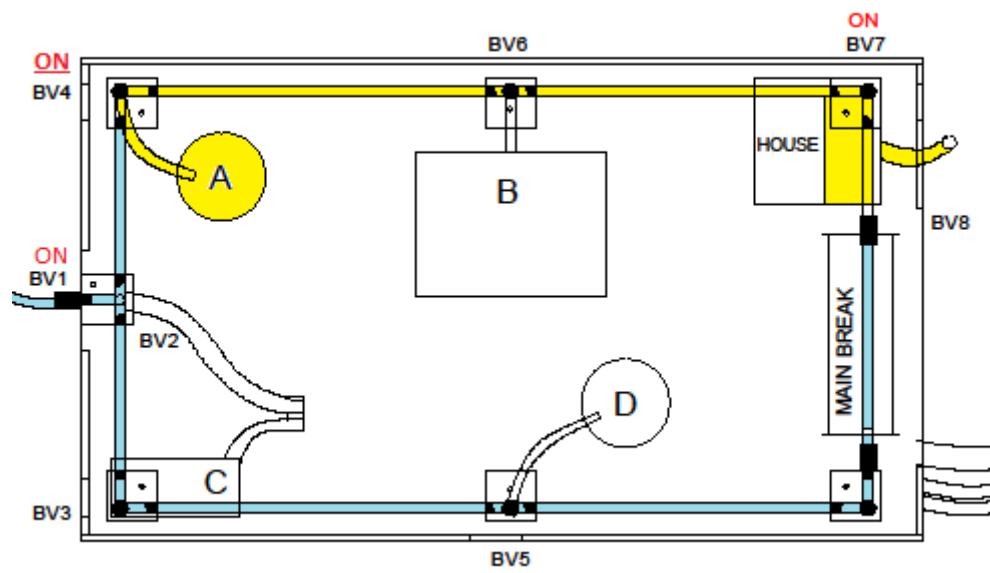 ON
BV7
BV6
ON
BV4
A
B
HOUSE
BV8
ON
BV1
BV2
MAIN BREAK
D
C
BV3
BV5